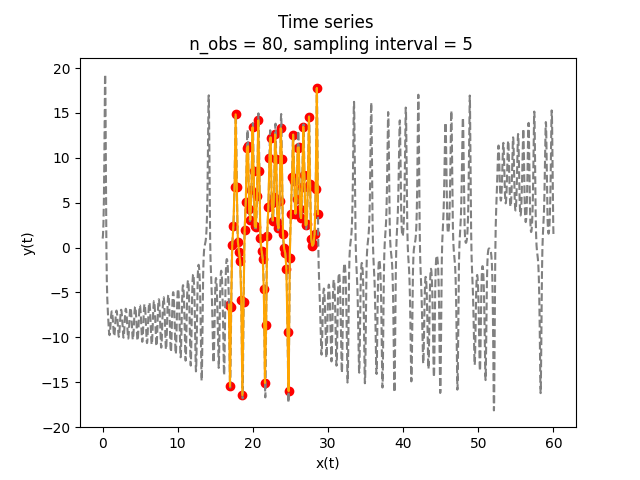 Time series
n_obs = 80, sampling interval = 5
20
15
10
5
0
−5
−10
−15
−20
y(t)
0 10 20 30 40 50 60
x(t)